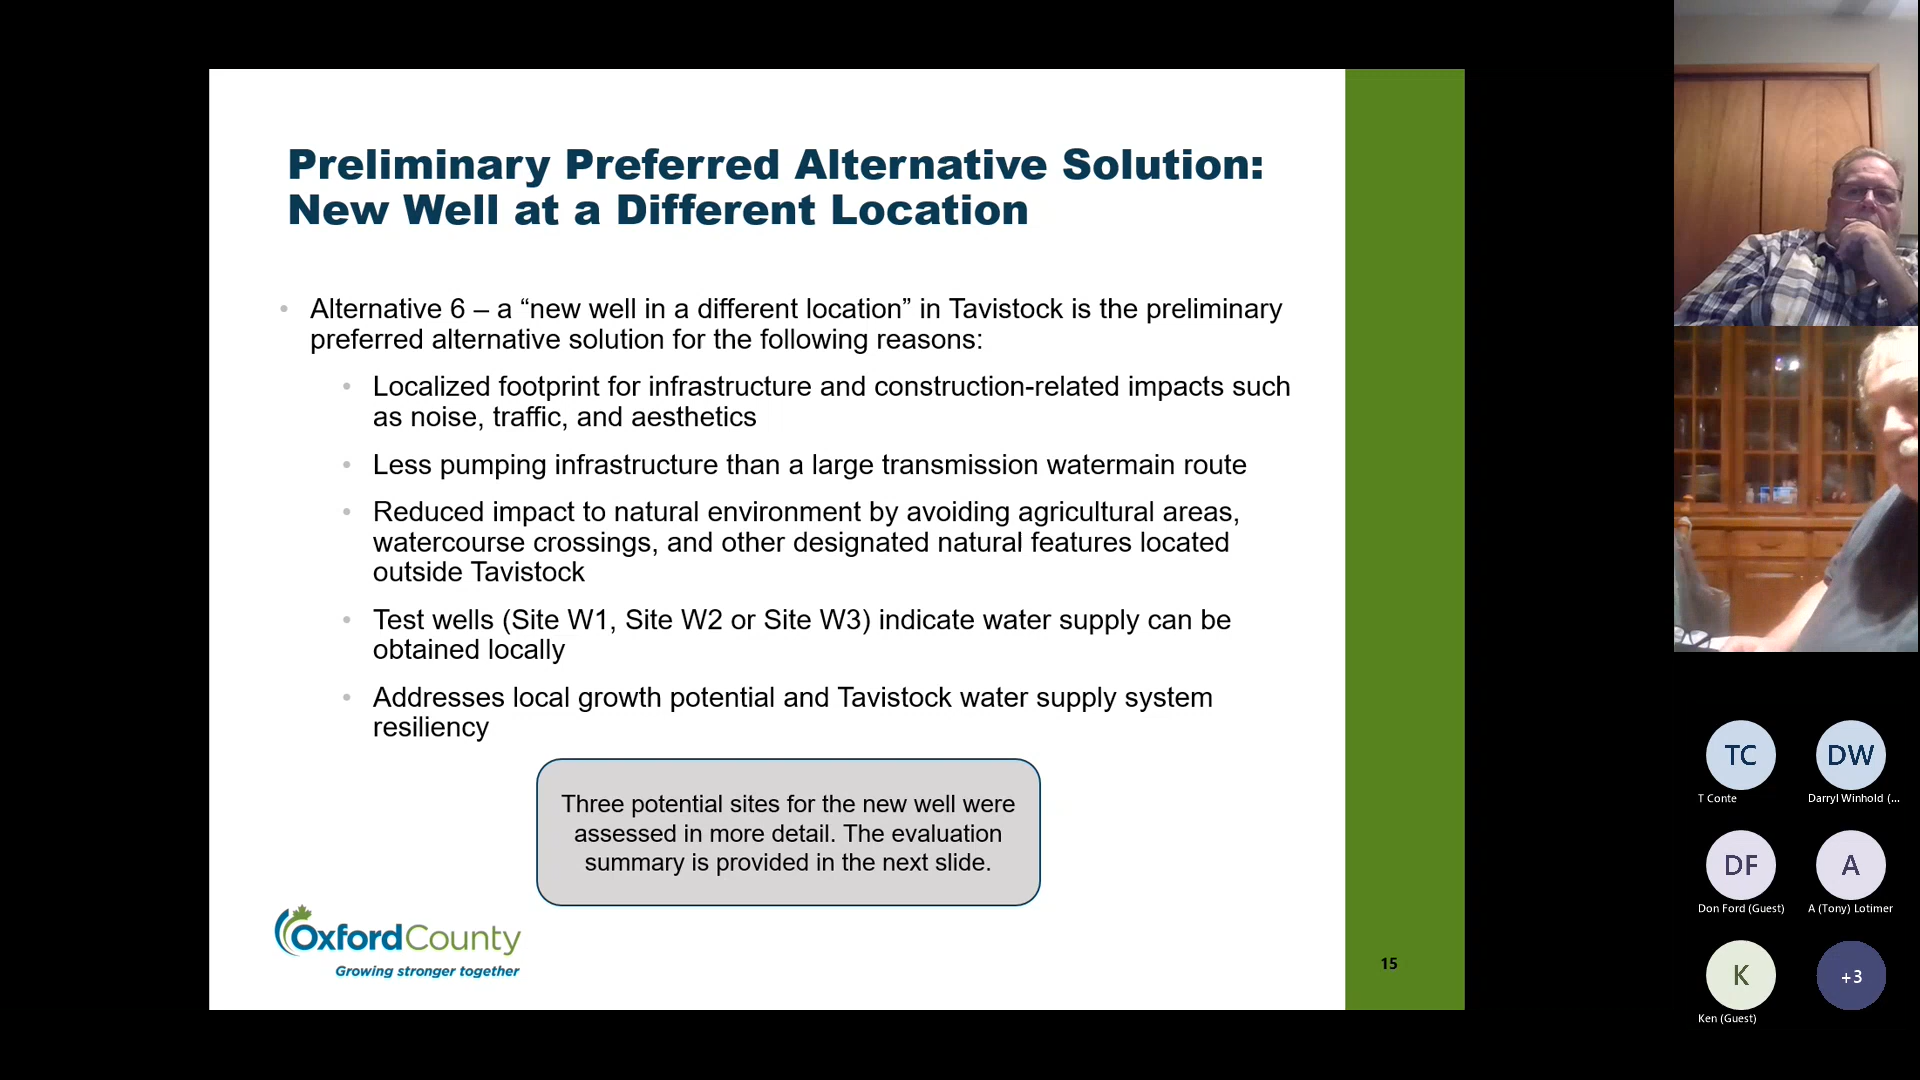 Preliminary Preferred Alternative Solution:
New Well at a Different Location
• Alternative 6 – a “new well in a different location” in Tavistock is the preliminary
preferred alternative solution for the following reasons:
• Localized footprint for infrastructure and construction-related impacts such
as noise, traffic, and aesthetics
• Less pumping infrastructure than a large transmission watermain route
• Reduced impact to natural environment by avoiding agricultural areas,
watercourse crossings, and other designated natural features located
outside Tavistock
• Test wells (Site W1, Site W2 or Site W3) indicate water supply can be
obtained locally
• Addresses local growth potential and Tavistock water supply system
resiliency
Three potential sites for the new well were
assessed in more detail. The evaluation
summary is provided in the next slide.
OxfordCounty
Growing stronger together
15
TC
T Conte
DW
Darryl Winhold (...
DF
Don Ford (Guest)
A
A (Tony) Lotimer
K
Ken (Guest)
+3